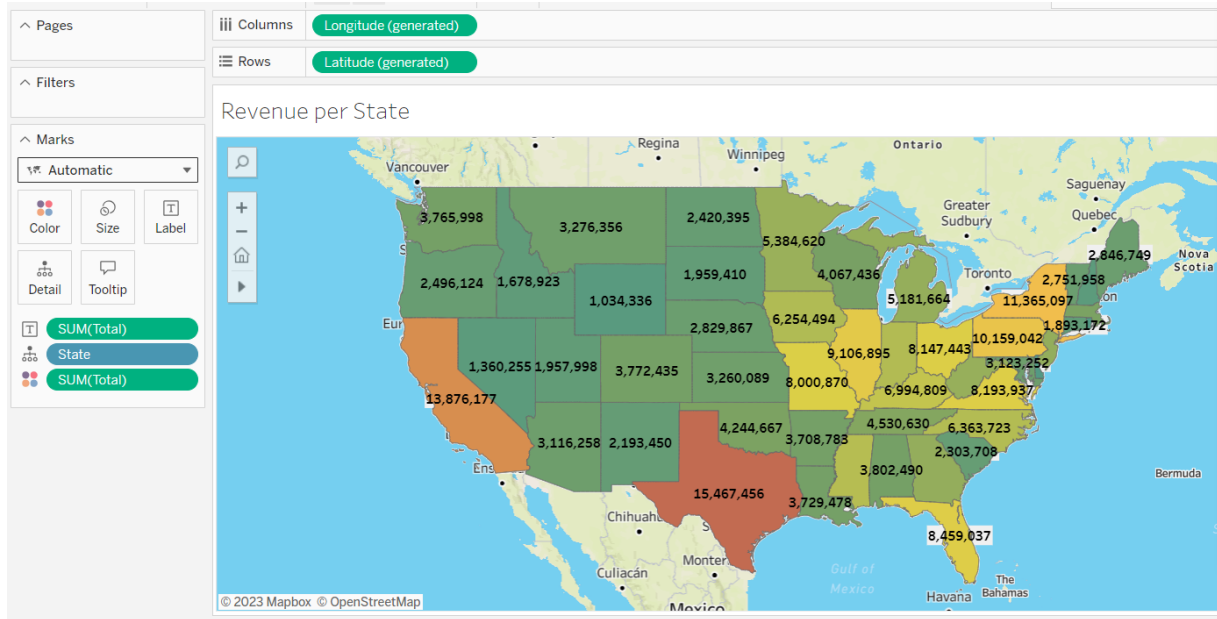 Pages
Filters
Marks
Automatic
Color
Size
Label
Detail
Tooltip
SUM(Total)
State
SUM(Total)
Columns
Longitude (generated)
Rows
Latitude (generated)
Revenue per State
Regina
Winnipeg
Ontario
Vancouver
Saguenay
Greater
Sudbury
Quebec
Nova
Scotia
Toronto
3,765,998
3,276,356
2,420,395
5,384,620
4,067,436
5,181,664
2,846,749
2,751,958
11,365,097
on
2,496,124
1,678,923
1,034,336
1,959,410
6,254,494
1,893,172
Eur
2,829,867
9,106,895
8,147,443
10,159,042
3,123,252
1,360,255
1,957,998
3,772,435
3,260,089
8,000,870
6,994,809
8,193,937
13,876,177
3,116,258
2,193,450
4,244,667
3,708,783
4,530,630
6,363,723
2,303,708
3,802,490
Ens
15,467,456
3,729,478
Bermuda
Chihuah
8,459,037
Monter
Culiacán
Gulf of
Mexico
The
Bahamas
Havana
Mexico
© 2023 Mapbox © OpenStreetMap